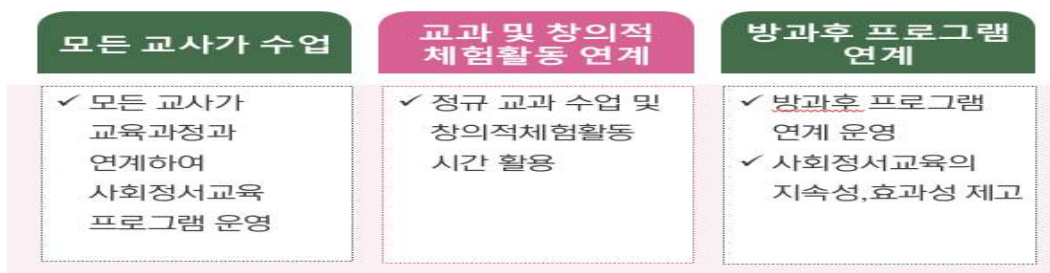 모든 교사가 수업
✓ 모든 교사가
교육과정과
연계하여
사회정서교육
프로그램 운영
교과 및 창의적
체험활동 연계
✓ 정규 교과 수업 및
창의적체험활동
시간 활용
방과후 프로그램
연계
✓ 방과후 프로그램
연계 운영
✓ 사회정서교육의
지속성,효과성 제고